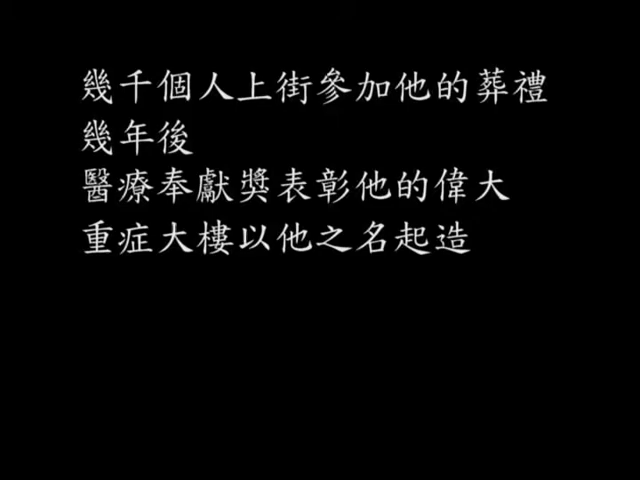 幾千個人上街參加他的葬禮
幾年後
醫療奉獻獎表彰他的偉大
重症大樓以他之名起造